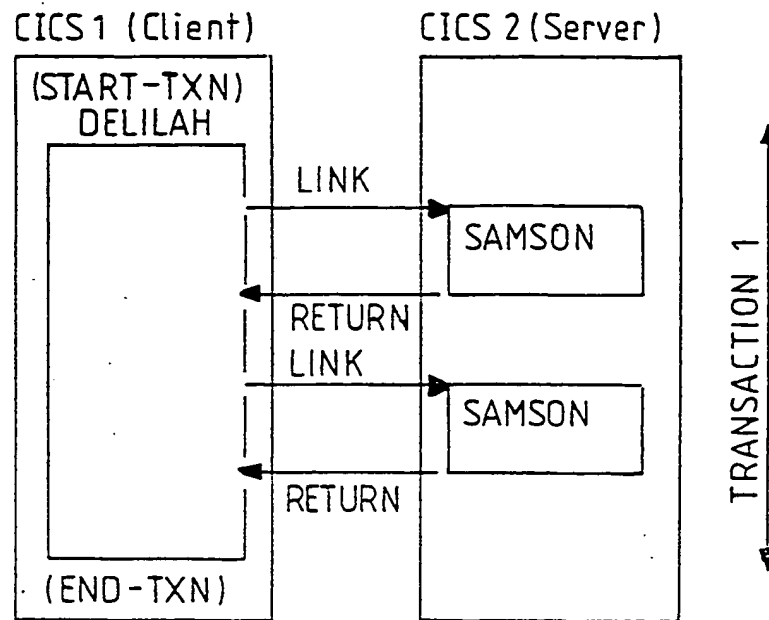 CICS 1 (Client)
CICS 2 (Server)
(START-TXN)
DELILAH
LINK
SAMSON
RETURN
LINK
SAMSON
RETURN
(END-TXN)
TRANSACTION 1